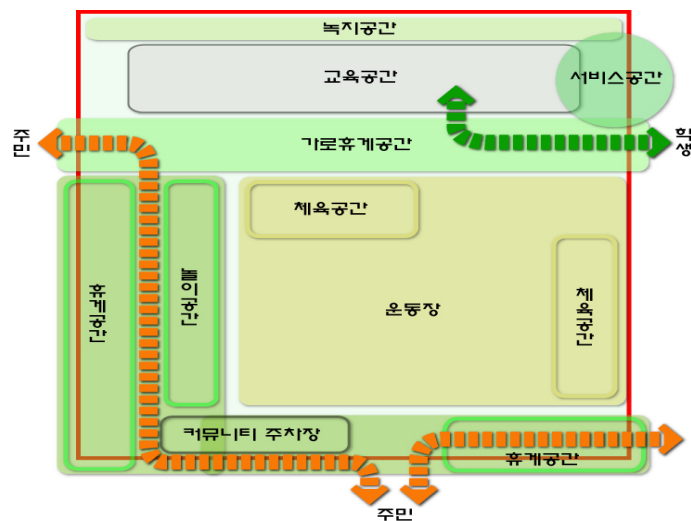 녹지공간
교육공간
서비스공간
주민
학생
가로휴게공간
체육공간
휴게공간
놀이공간
운동장
체육공간
커뮤니티 주차장
휴게공간
주민